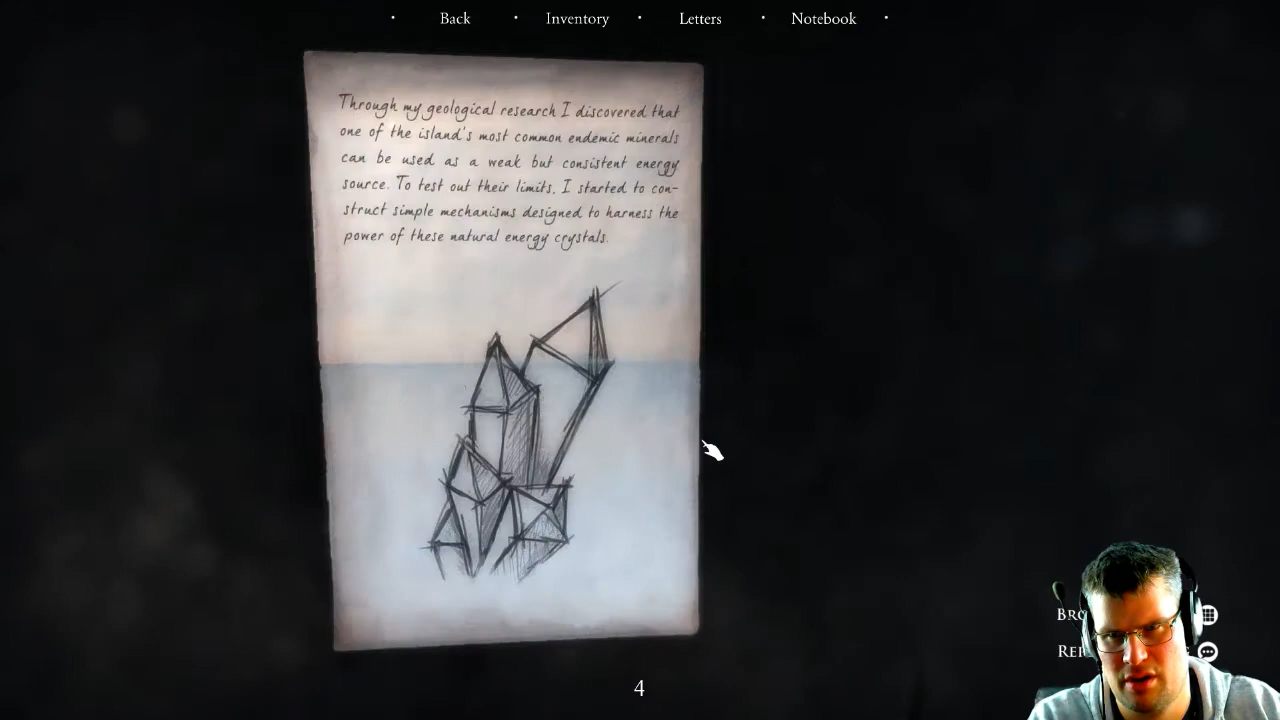 Back
Inventory
Letters
Notebook
Through my geological research I discovered that
one of the island's most common endemic minerals
can be used as a weak but consistent energy
source. To test out their limits, I started to con-
struct simple mechanisms designed to harness the
power of these natural energy crystals.
4